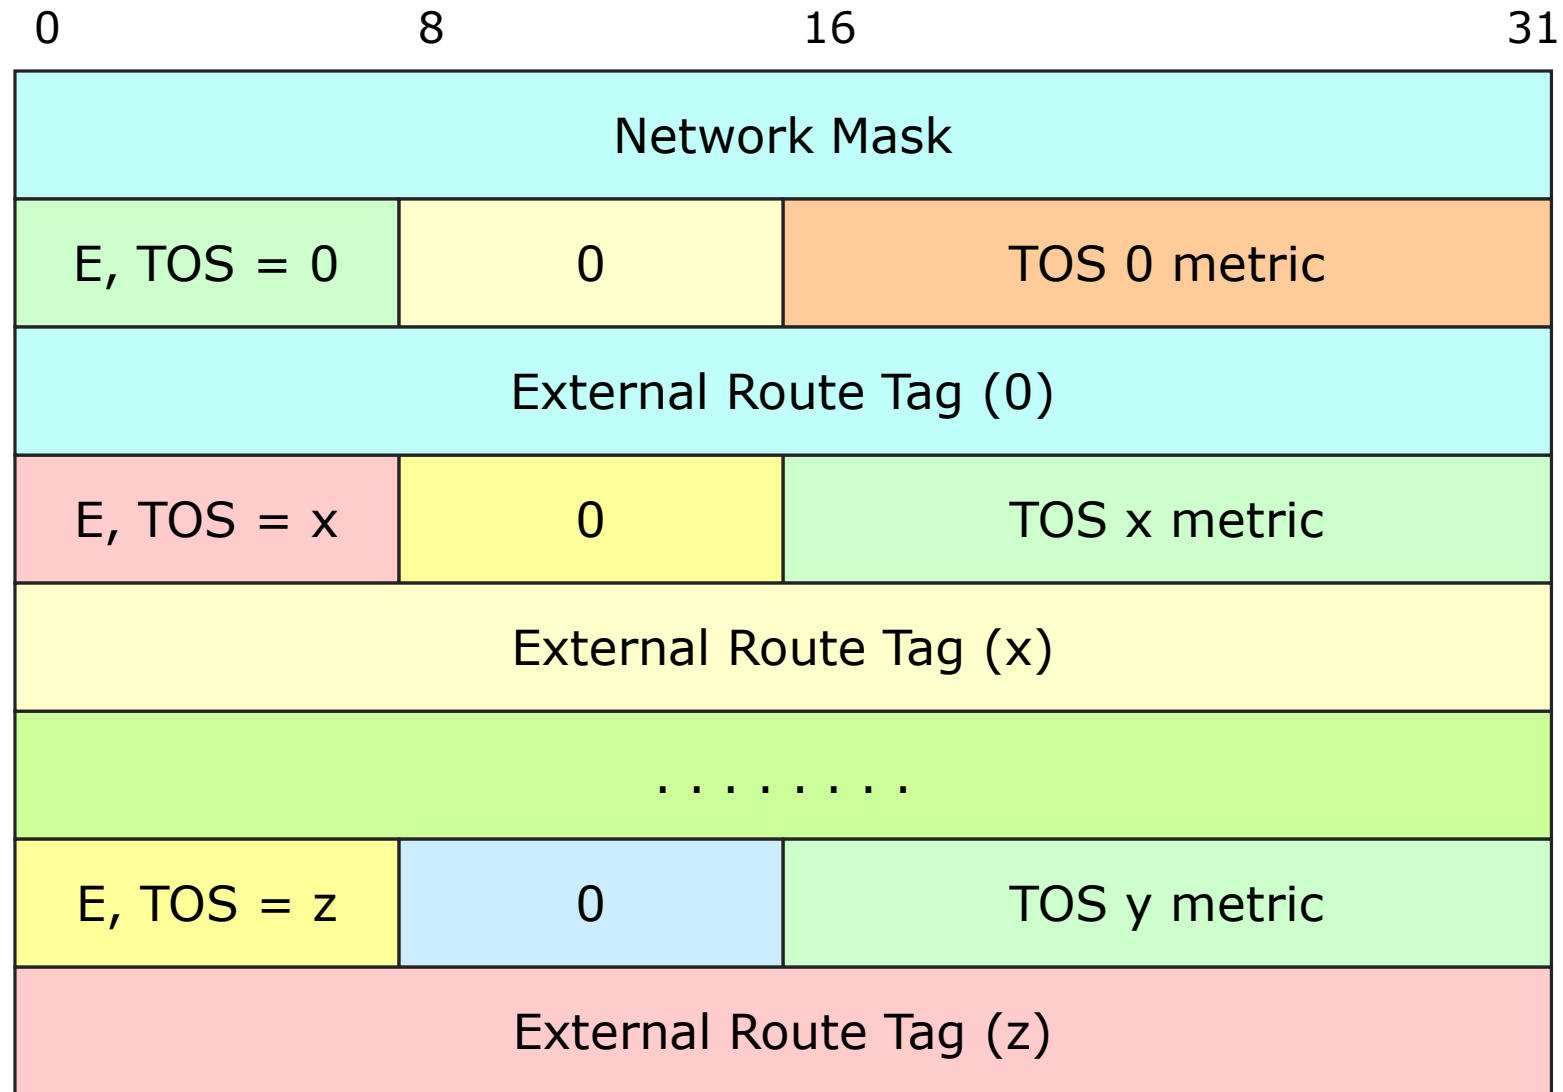 0 8 16 31
Network Mask
E, TOS = 0 0 TOS 0 metric
External Route Tag (0)
E, TOS = x 0 TOS x metric
External Route Tag (x)
. . . . . . . .
E, TOS = z 0 TOS y metric
External Route Tag (z)